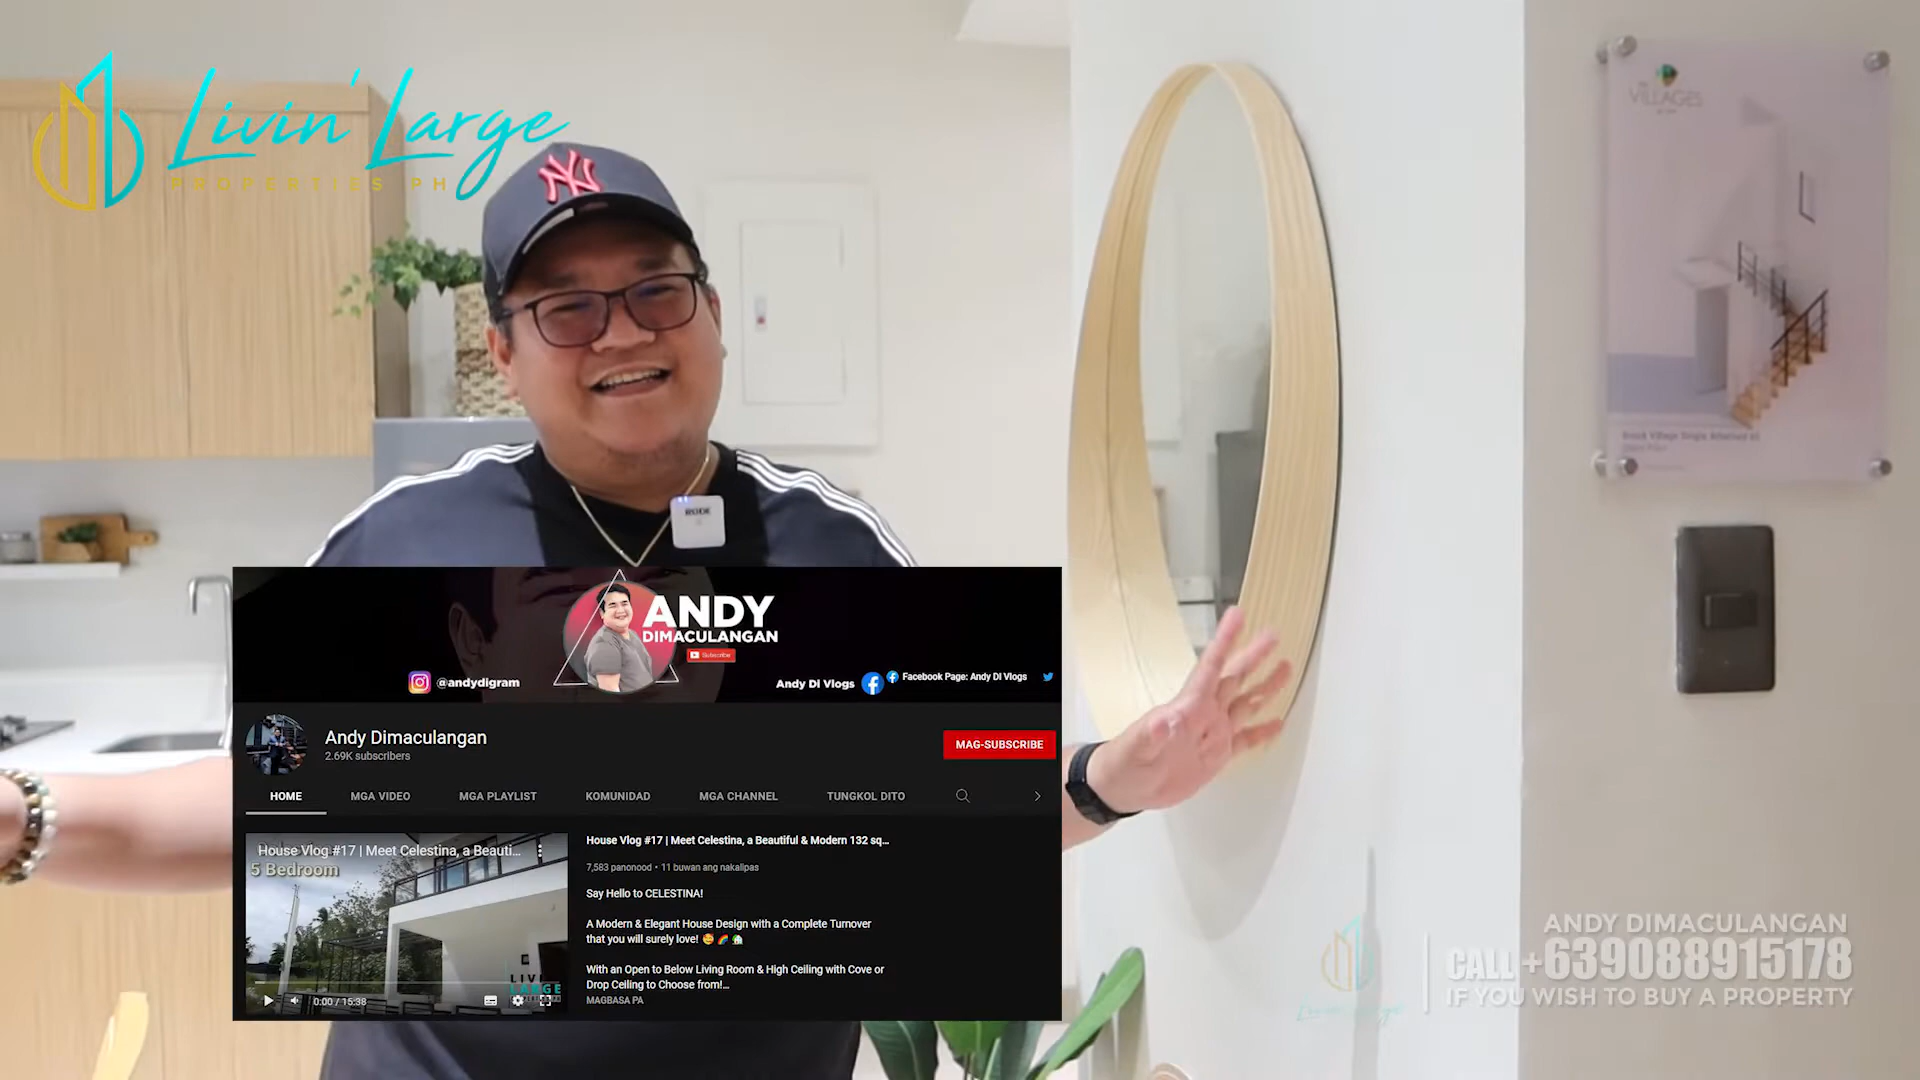 Livin' Large
PROPERTIES PH
VILLAGES
RODE
ANDY
DIMACULANGAN
Subscribe
@andydigram
Andy DI Vlogs
Facebook Page: Andy DI Vlogs
Andy Dimaculangan
2.69K subscribers
MAG-SUBSCRIBE
HOME
MGA VIDEO
MGA PLAYLIST
KOMUNIDAD
MGA CHANNEL
TUNGKOL DITO
House Vlog #17 | Meet Celestina, a Beauti...
5 Bedroom
0:00 / 15:38
House Vlog #17 | Meet Celestina, a Beautiful & Modern 132 sq...
7,583 panonood • 11 buwan ang nakalipas
Say Hello to CELESTINA!
A Modern & Elegant House Design with a Complete Turnover
that you will surely love! 🤩 🌈 🏡
With an Open to Below Living Room & High Ceiling with Cove or
Drop Ceiling to Choose from!...
MAGBASA PA
ANDY DIMACULANGAN
CALL +639088915178
IF YOU WISH TO BUY A PROPERTY
Livin' Large